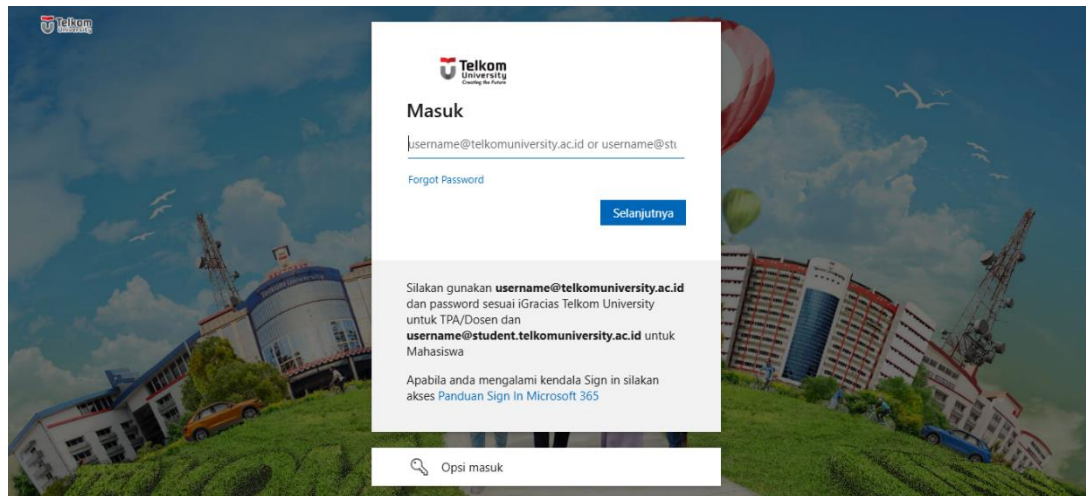 Telkom
University
Telkom
University
Creating the Future
Masuk
username@telkomuniversity.ac.id or username@stu
Forgot Password
Selanjutnya
Silakan gunakan username@telkomuniversity.ac.id
dan password sesuai iGracias Telkom University
untuk TPA/Dosen dan
username@student.telkomuniversity.ac.id untuk
Mahasiswa
Apabila anda mengalami kendala Sign in silakan
akses Panduan Sign In Microsoft 365
Opsi masuk